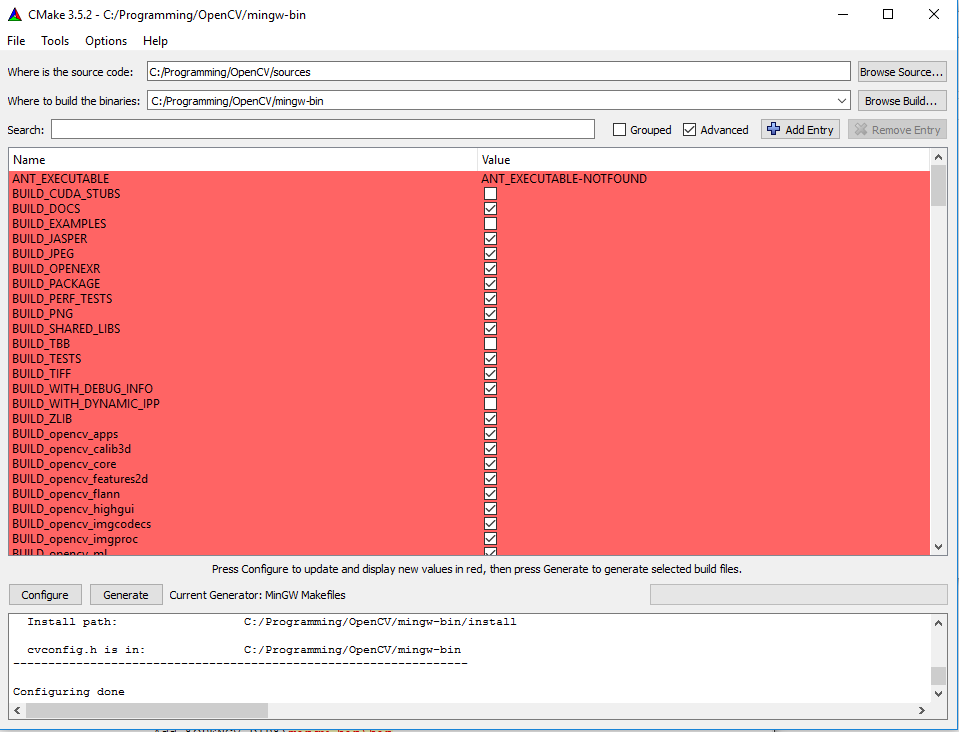 CMake 3.5.2 - C:/Programming/OpenCV/mingw-bin
File Tools Options Help
Where is the source code: C:/Programming/OpenCV/sources Browse Source...
Where to build the binaries: C:/Programming/OpenCV/mingw-bin Browse Build...
Search: Grouped Advanced Add Entry Remove Entry
Name Value
ANT_EXECUTABLE ANT_EXECUTABLE-NOTFOUND
BUILD_CUDA_STUBS
BUILD_DOCS
BUILD_EXAMPLES
BUILD_JASPER
BUILD_JPEG
BUILD_OPENEXR
BUILD_PACKAGE
BUILD_PERF_TESTS
BUILD_PNG
BUILD_SHARED_LIBS
BUILD_TBB
BUILD_TESTS
BUILD_TIFF
BUILD_WITH_DEBUG_INFO
BUILD_WITH_DYNAMIC_IPP
BUILD_ZLIB
BUILD_opencv_apps
BUILD_opencv_calib3d
BUILD_opencv_core
BUILD_opencv_features2d
BUILD_opencv_flann
BUILD_opencv_highgui
BUILD_opencv_imgcodecs
BUILD_opencv_imgproc
BUILD_opencv_ml
Press Configure to update and display new values in red, then press Generate to generate selected build files.
Configure Generate Current Generator: MinGW Makefiles
Install path: C:/Programming/OpenCV/mingw-bin/install
cvconfig.h is in: C:/Programming/OpenCV/mingw-bin
-----------------------------------------------------------------
Configuring done